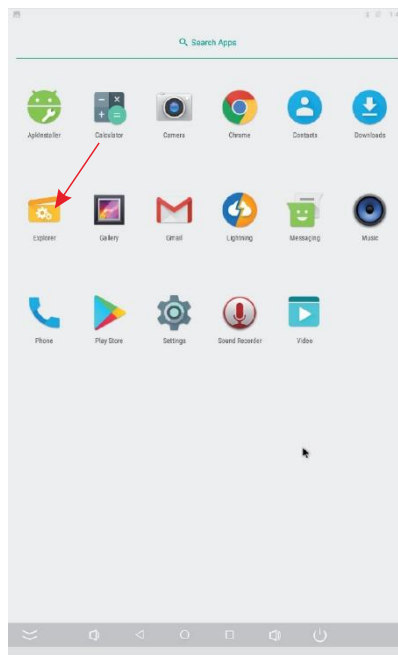 Search Apps
ApkInstaller Calculator Camera Chrome Contacts Downloads
Explorer Gallery Gmail Lightning Messaging Music
Phone Play Store Settings Sound Recorder Video